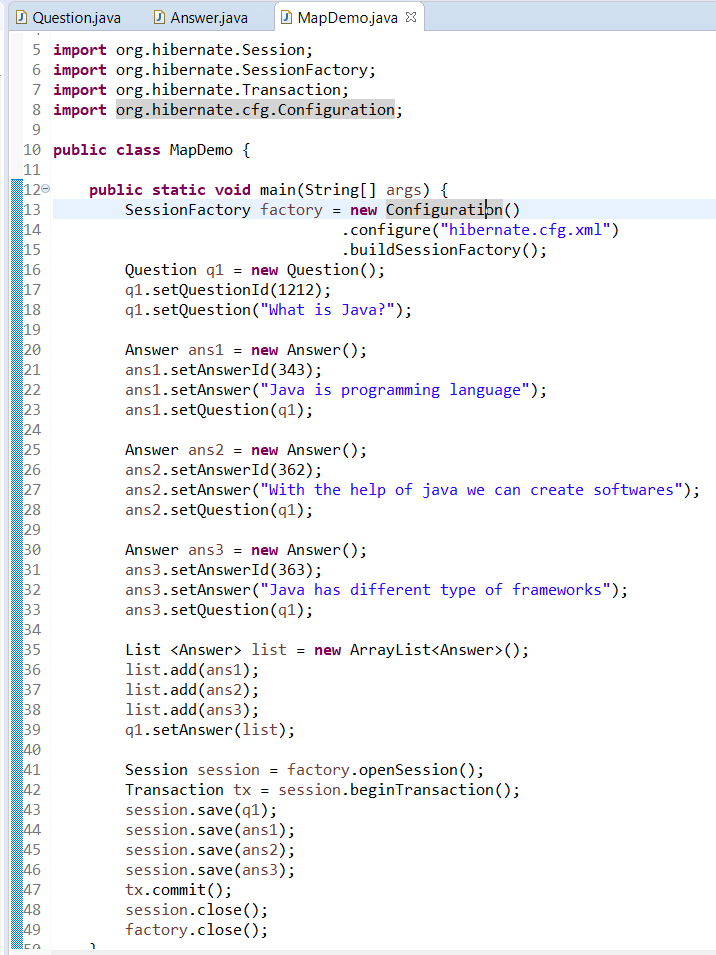 Question.java Answer.java MapDemo.java
5 import org.hibernate.Session;
6 import org.hibernate.SessionFactory;
7 import org.hibernate.Transaction;
8 import org.hibernate.cfg.Configuration;
9
10 public class MapDemo {
11
12 public static void main(String[] args) {
13 SessionFactory factory = new Configuration()
14 .configure("hibernate.cfg.xml")
15 .buildSessionFactory();
16 Question q1 = new Question();
17 q1.setQuestionId(1212);
18 q1.setQuestion("What is Java?");
19
20 Answer ans1 = new Answer();
21 ans1.setAnswerId(343);
22 ans1.setAnswer("Java is programming language");
23 ans1.setQuestion(q1);
24
25 Answer ans2 = new Answer();
26 ans2.setAnswerId(362);
27 ans2.setAnswer("With the help of java we can create softwares");
28 ans2.setQuestion(q1);
29
30 Answer ans3 = new Answer();
31 ans3.setAnswerId(363);
32 ans3.setAnswer("Java has different type of frameworks");
33 ans3.setQuestion(q1);
34
35 List <Answer> list = new ArrayList<Answer>();
36 list.add(ans1);
37 list.add(ans2);
38 list.add(ans3);
39 q1.setAnswer(list);
40
41 Session session = factory.openSession();
42 Transaction tx = session.beginTransaction();
43 session.save(q1);
44 session.save(ans1);
45 session.save(ans2);
46 session.save(ans3);
47 tx.commit();
48 session.close();
49 factory.close();